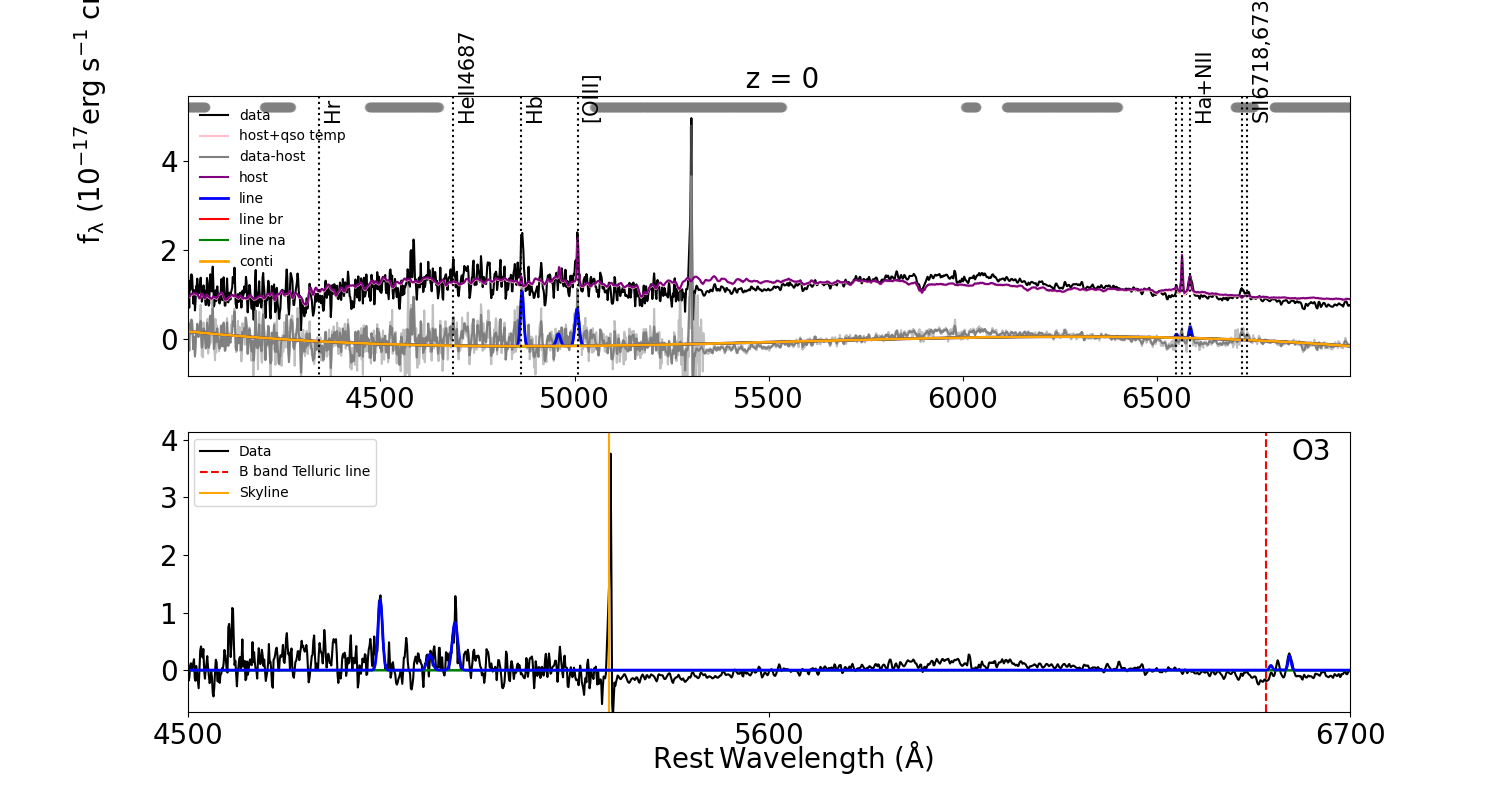 z = 0
f_λ (10^{-17} erg s^{-1}
Hr
HeII4687
Hb
[OIII]
Ha+NII
SII6718,673
data
host+qso temp
data-host
host
line
line br
line na
conti
4
2
0
4500 5000 5500 6000 6500
Data
B band Telluric line
Skyline
O3
4
3
2
1
0
4500 5600 6700
Rest Wavelength (Å)